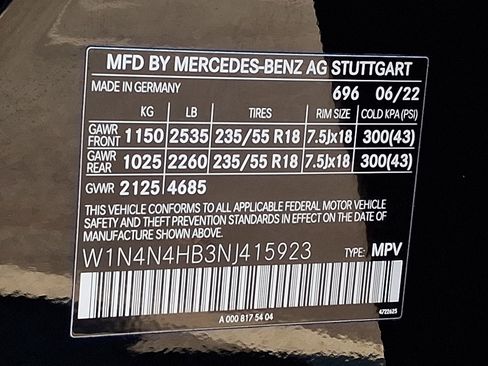 MFD BY MERCEDES-BENZ AG STUTTGART
MADE IN GERMANY 696 06/22
KG LB TIRES RIM SIZE COLD KPA (PSI)
GAWR FRONT 1150 2535 235/55 R18 7.5Jx18 300(43)
GAWR REAR 1025 2260 235/55 R18 7.5Jx18 300(43)
GVWR 2125 4685
THIS VEHICLE CONFORMS TO ALL APPLICABLE FEDERAL MOTOR VEHICLE
SAFETY AND THEFT PREVENTION STANDARDS IN EFFECT ON THE DATE OF
MANUFACTURE SHOWN ABOVE.
W1N4N4HB3NJ415923 TYPE: MPV
A 000 817 54 04 4722625